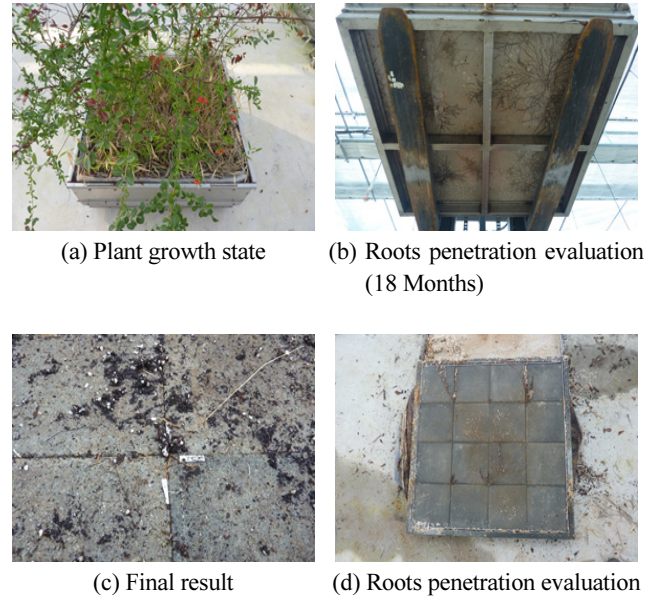 (a) Plant growth state
(b) Roots penetration evaluation
(18 Months)
(c) Final result
(d) Roots penetration evaluation